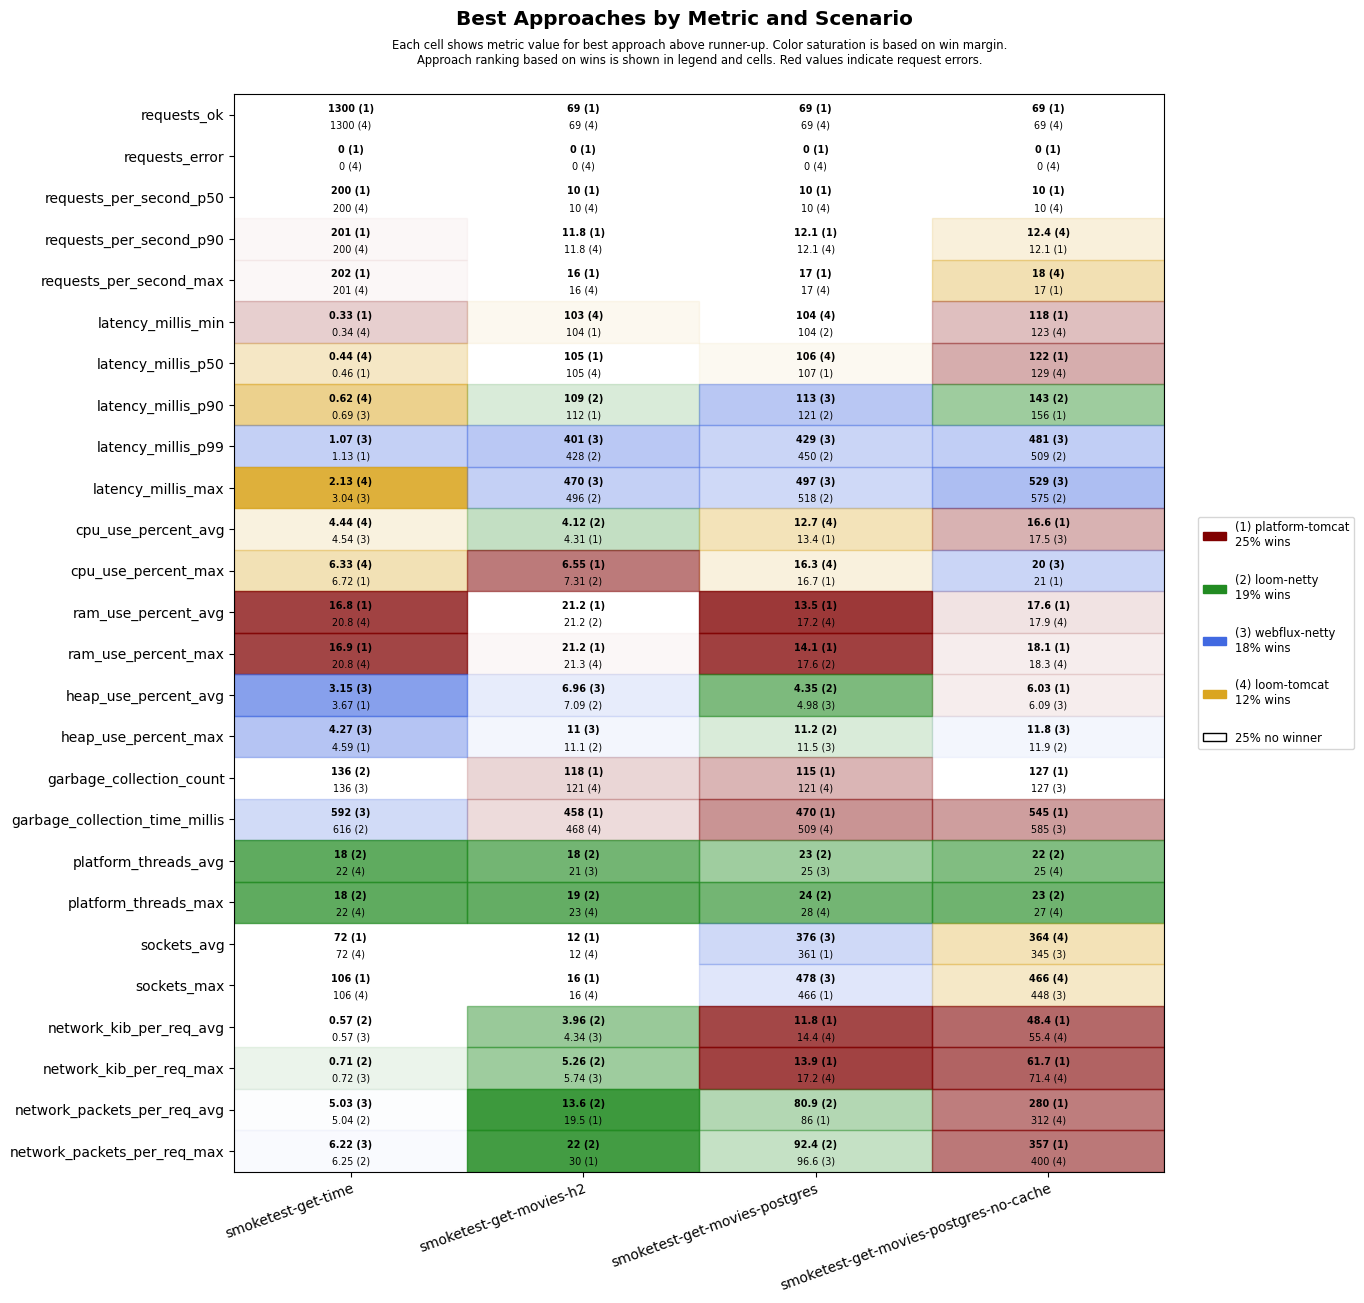 Best Approaches by Metric and Scenario
Each cell shows metric value for best approach above runner-up. Color saturation is based on win margin.
Approach ranking based on wins is shown in legend and cells. Red values indicate request errors.
requests_ok
1300 (1) 69 (1) 69 (1) 69 (1)
1300 (4) 69 (4) 69 (4) 69 (4)
requests_error
0 (1) 0 (1) 0 (1) 0 (1)
0 (4) 0 (4) 0 (4) 0 (4)
requests_per_second_p50
200 (1) 10 (1) 10 (1) 10 (1)
200 (4) 10 (4) 10 (4) 10 (4)
requests_per_second_p90
201 (1) 11.8 (1) 12.1 (1) 12.4 (4)
200 (4) 11.8 (4) 12.1 (4) 12.1 (1)
requests_per_second_max
202 (1) 16 (1) 17 (1) 18 (4)
201 (4) 16 (4) 17 (4) 17 (1)
latency_millis_min
0.33 (1) 103 (4) 104 (4) 118 (1)
0.34 (4) 104 (1) 104 (2) 123 (4)
latency_millis_p50
0.44 (4) 105 (1) 106 (4) 122 (1)
0.46 (1) 105 (4) 107 (1) 129 (4)
latency_millis_p90
0.62 (4) 109 (2) 113 (3) 143 (2)
0.69 (3) 112 (1) 121 (2) 156 (1)
latency_millis_p99
1.07 (3) 401 (3) 429 (3) 481 (3)
1.13 (1) 428 (2) 450 (2) 509 (2)
latency_millis_max
2.13 (4) 470 (3) 497 (3) 529 (3)
3.04 (3) 496 (2) 518 (2) 575 (2)
cpu_use_percent_avg
4.44 (4) 4.12 (2) 12.7 (4) 16.6 (1)
4.54 (3) 4.31 (1) 13.4 (1) 17.5 (3)
cpu_use_percent_max
6.33 (4) 6.55 (1) 16.3 (4) 20 (3)
6.72 (1) 7.31 (2) 16.7 (1) 21 (1)
ram_use_percent_avg
16.8 (1) 21.2 (1) 13.5 (1) 17.6 (1)
20.8 (4) 21.2 (2) 17.2 (4) 17.9 (4)
ram_use_percent_max
16.9 (1) 21.2 (1) 14.1 (1) 18.1 (1)
20.8 (4) 21.3 (4) 17.6 (2) 18.3 (4)
heap_use_percent_avg
3.15 (3) 6.96 (3) 4.35 (2) 6.03 (1)
3.67 (1) 7.09 (2) 4.98 (3) 6.09 (3)
heap_use_percent_max
4.27 (3) 11 (3) 11.2 (2) 11.8 (3)
4.59 (1) 11.1 (2) 11.5 (3) 11.9 (2)
garbage_collection_count
136 (2) 118 (1) 115 (1) 127 (1)
136 (3) 121 (4) 121 (4) 127 (3)
garbage_collection_time_millis
592 (3) 458 (1) 470 (1) 545 (1)
616 (2) 468 (4) 509 (4) 585 (3)
platform_threads_avg
18 (2) 18 (2) 23 (2) 22 (2)
22 (4) 21 (3) 25 (3) 25 (4)
platform_threads_max
18 (2) 19 (2) 24 (2) 23 (2)
22 (4) 23 (4) 28 (4) 27 (4)
sockets_avg
72 (1) 12 (1) 376 (3) 364 (4)
72 (4) 12 (4) 361 (1) 345 (3)
sockets_max
106 (1) 16 (1) 478 (3) 466 (4)
106 (4) 16 (4) 466 (1) 448 (3)
network_kib_per_req_avg
0.57 (2) 3.96 (2) 11.8 (1) 48.4 (1)
0.57 (3) 4.34 (3) 14.4 (4) 55.4 (4)
network_kib_per_req_max
0.71 (2) 5.26 (2) 13.9 (1) 61.7 (1)
0.72 (3) 5.74 (3) 17.2 (4) 71.4 (4)
network_packets_per_req_avg
5.03 (3) 13.6 (2) 80.9 (2) 280 (1)
5.04 (2) 19.5 (1) 86 (1) 312 (4)
network_packets_per_req_max
6.22 (3) 22 (2) 92.4 (2) 357 (1)
6.25 (2) 30 (1) 96.6 (3) 400 (4)
smoketest-get-time
smoketest-get-movies-h2
smoketest-get-movies-postgres
smoketest-get-movies-postgres-no-cache
(1) platform-tomcat
25% wins
(2) loom-netty
19% wins
(3) webflux-netty
18% wins
(4) loom-tomcat
12% wins
25% no winner